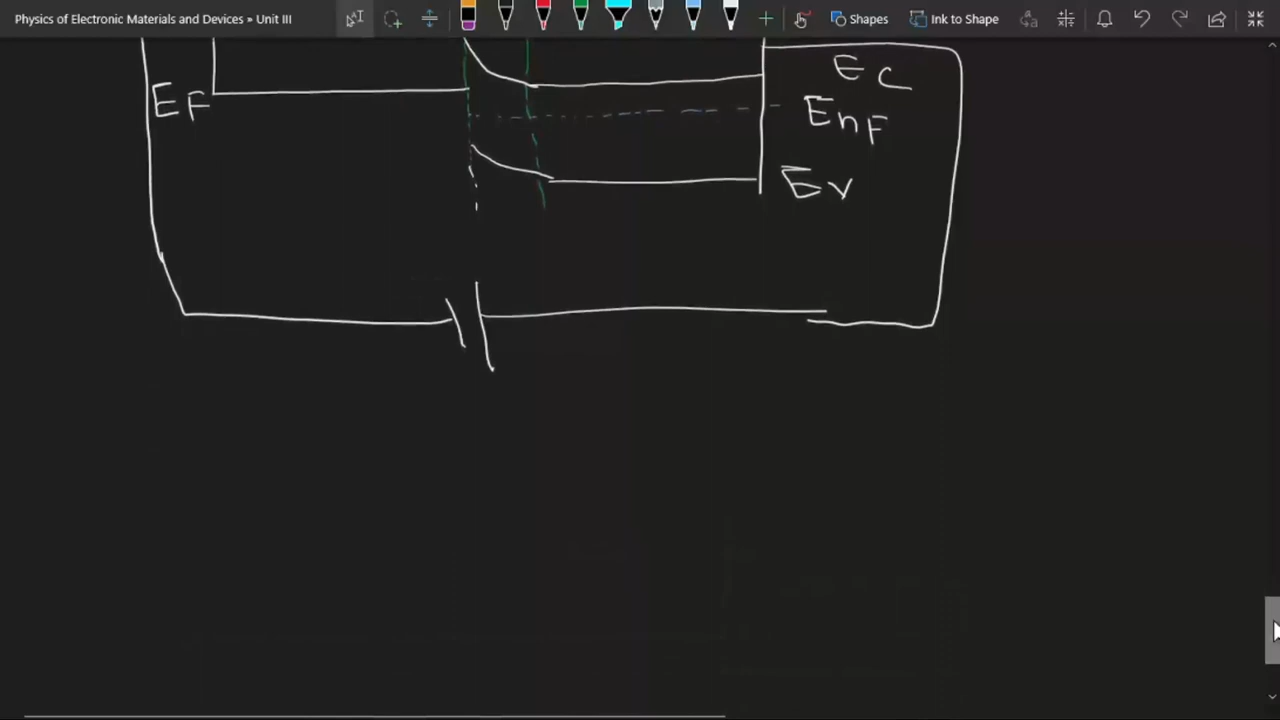 Physics of Electronic Materials and Devices » Unit III
Shapes
Ink to Shape
EC
EF
EnF
EV